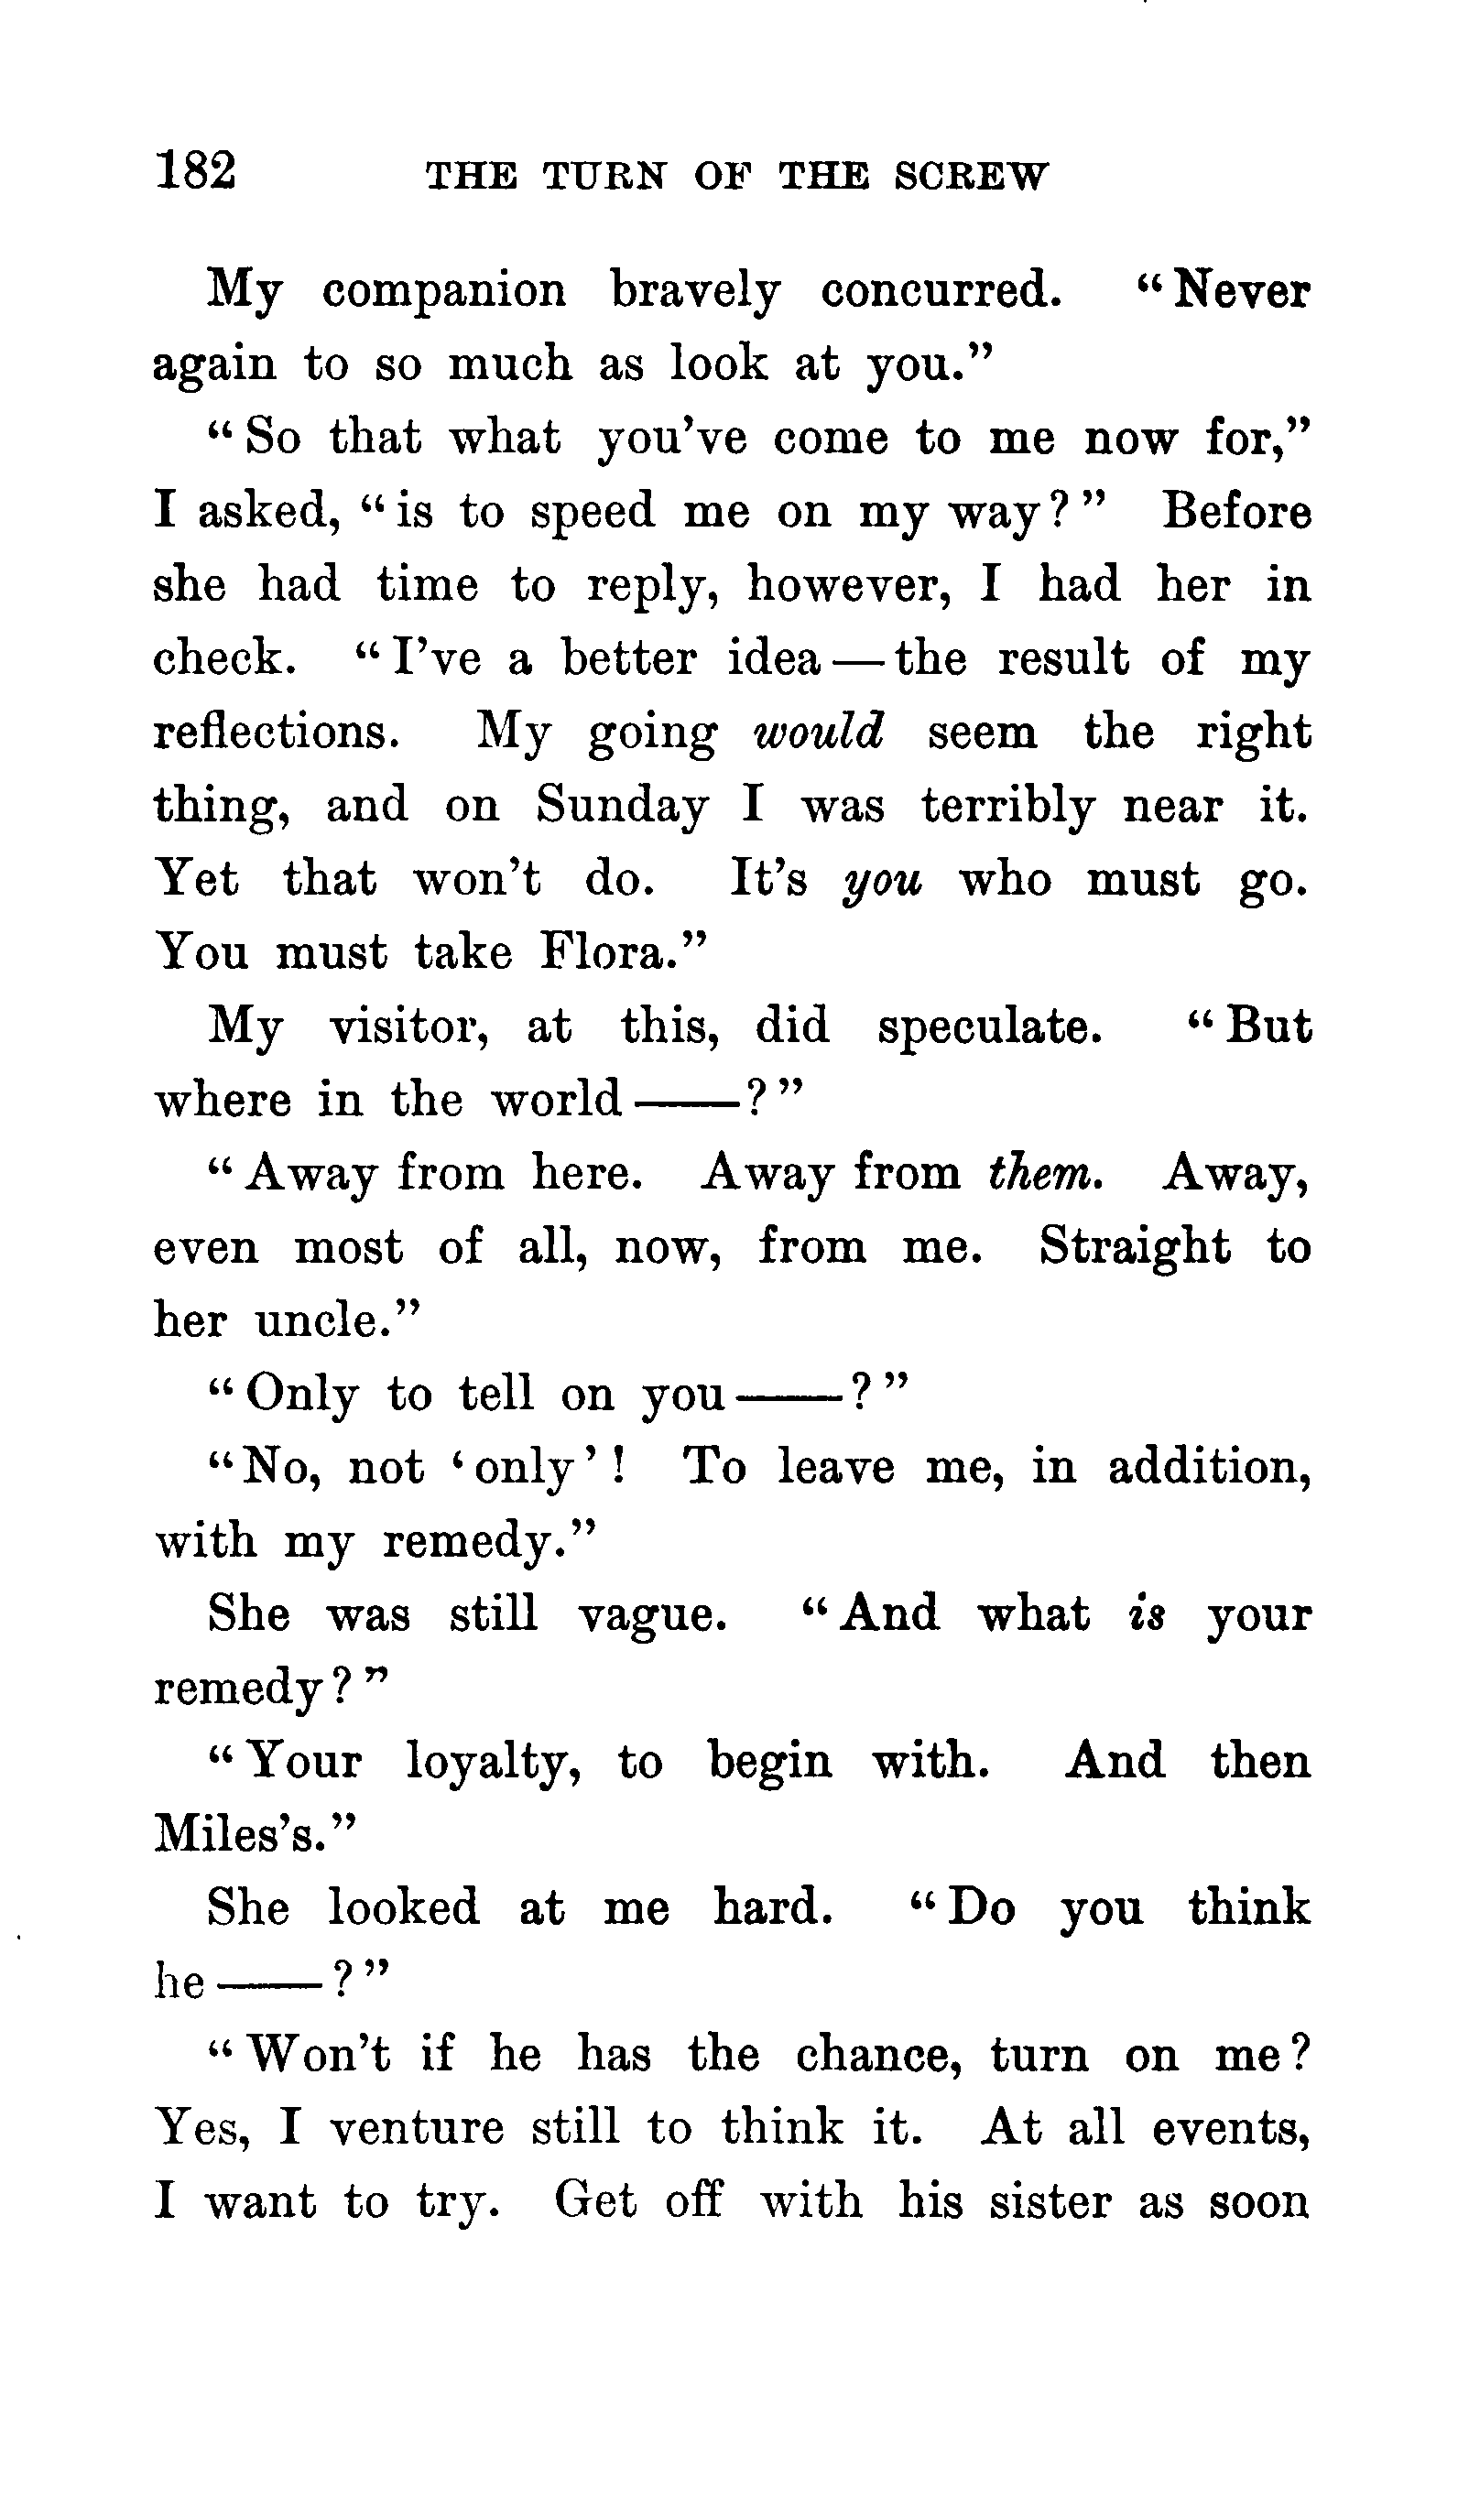 182 THE TURN OF THE SCREW
My companion bravely concurred. “Never
again to so much as look at you.”
“So that what you’ve come to me now for,”
I asked, “is to speed me on my way?” Before
she had time to reply, however, I had her in
check. “I’ve a better idea—the result of my
reflections. My going would seem the right
thing, and on Sunday I was terribly near it.
Yet that won’t do. It’s you who must go.
You must take Flora.”
My visitor, at this, did speculate. “But
where in the world——?”
“Away from here. Away from them. Away,
even most of all, now, from me. Straight to
her uncle.”
“Only to tell on you——?”
“No, not ‘only’! To leave me, in addition,
with my remedy.”
She was still vague. “And what is your
remedy?”
“Your loyalty, to begin with. And then
Miles’s.”
She looked at me hard. “Do you think
he——?”
“Won’t if he has the chance, turn on me?
Yes, I venture still to think it. At all events,
I want to try. Get off with his sister as soon